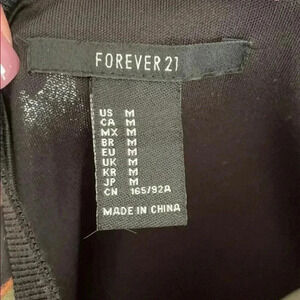 FOREVER 21
US M
CA M
MX M
BR M
EU M
UK M
KR M
JP M
CN 165/92A
MADE IN CHINA